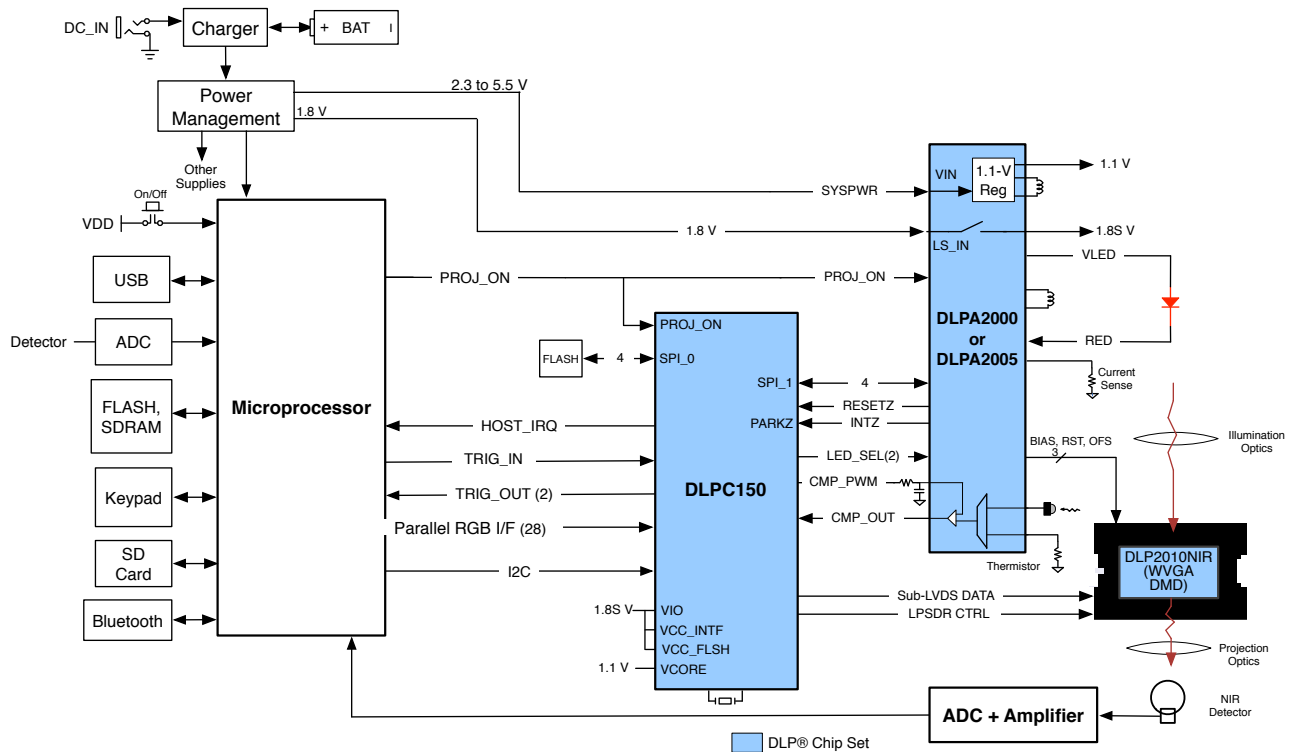 DC_IN
Charger
+ BAT I
Power
Management
2.3 to 5.5 V
1.8 V
Other
Supplies
On/Off
VDD
USB
Detector
ADC
FLASH,
SDRAM
Keypad
SD
Card
Bluetooth
Microprocessor
PROJ_ON
HOST_IRQ
TRIG_IN
TRIG_OUT (2)
Parallel RGB I/F (28)
I2C
FLASH
4
PROJ_ON
SPI_0
SPI_1
PARKZ
DLPC150
1.8S V
VIO
VCC_INTF
VCC_FLSH
1.1 V
VCORE
SYSPWR
1.8 V
PROJ_ON
4
RESETZ
INTZ
LED_SEL(2)
CMP_PWM
CMP_OUT
Sub-LVDS DATA
LPSDR CTRL
VIN
1.1-V
Reg
LS_IN
DLPA2000
or
DLPA2005
1.1 V
1.8S V
VLED
RED
Current
Sense
BIAS, RST, OFS
3
Thermistor
Illumination
Optics
DLP2010NIR
(WVGA
DMD)
Projection
Optics
NIR
Detector
ADC + Amplifier
DLP® Chip Set